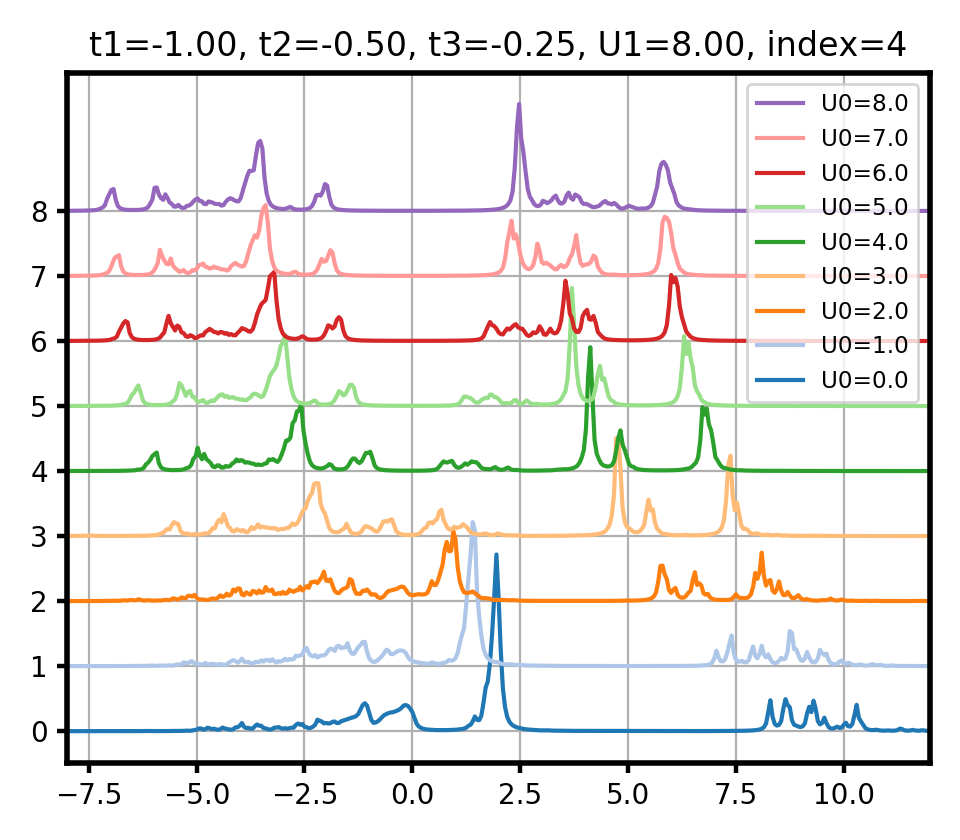 t1=-1.00, t2=-0.50, t3=-0.25, U1=8.00, index=4
U0=8.0
U0=7.0
U0=6.0
U0=5.0
U0=4.0
U0=3.0
U0=2.0
U0=1.0
U0=0.0
8
7
6
5
4
3
2
1
0
−7.5 −5.0 −2.5 0.0 2.5 5.0 7.5 10.0